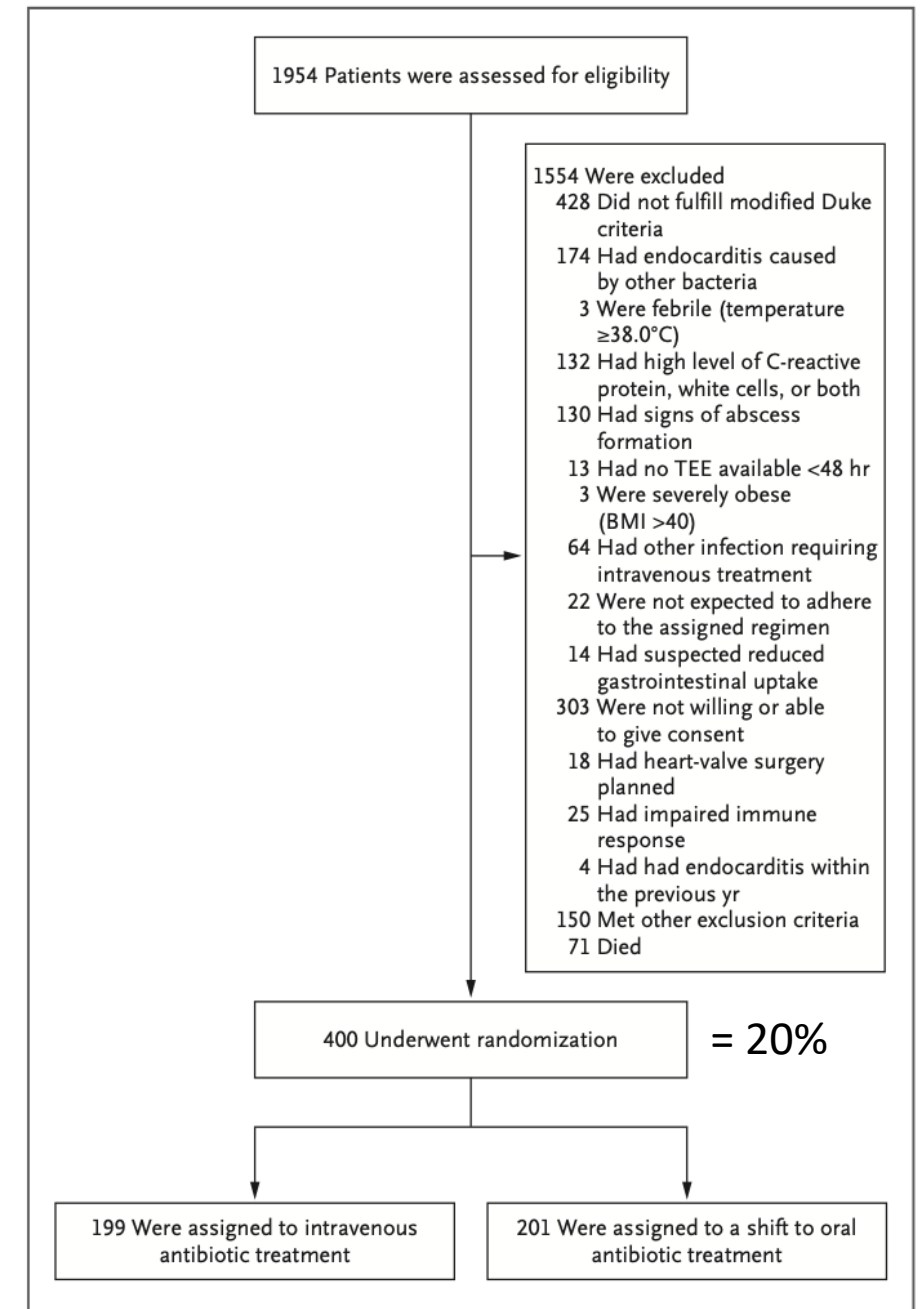 1954 Patients were assessed for eligibility
1554 Were excluded
428 Did not fulfill modified Duke
criteria
174 Had endocarditis caused
by other bacteria
3 Were febrile (temperature
≥38.0°C)
132 Had high level of C-reactive
protein, white cells, or both
130 Had signs of abscess
formation
13 Had no TEE available <48 hr
3 Were severely obese
(BMI >40)
64 Had other infection requiring
intravenous treatment
22 Were not expected to adhere
to the assigned regimen
14 Had suspected reduced
gastrointestinal uptake
303 Were not willing or able
to give consent
18 Had heart-valve surgery
planned
25 Had impaired immune
response
4 Had had endocarditis within
the previous yr
150 Met other exclusion criteria
71 Died
400 Underwent randomization
= 20%
199 Were assigned to intravenous
antibiotic treatment
201 Were assigned to a shift to oral
antibiotic treatment